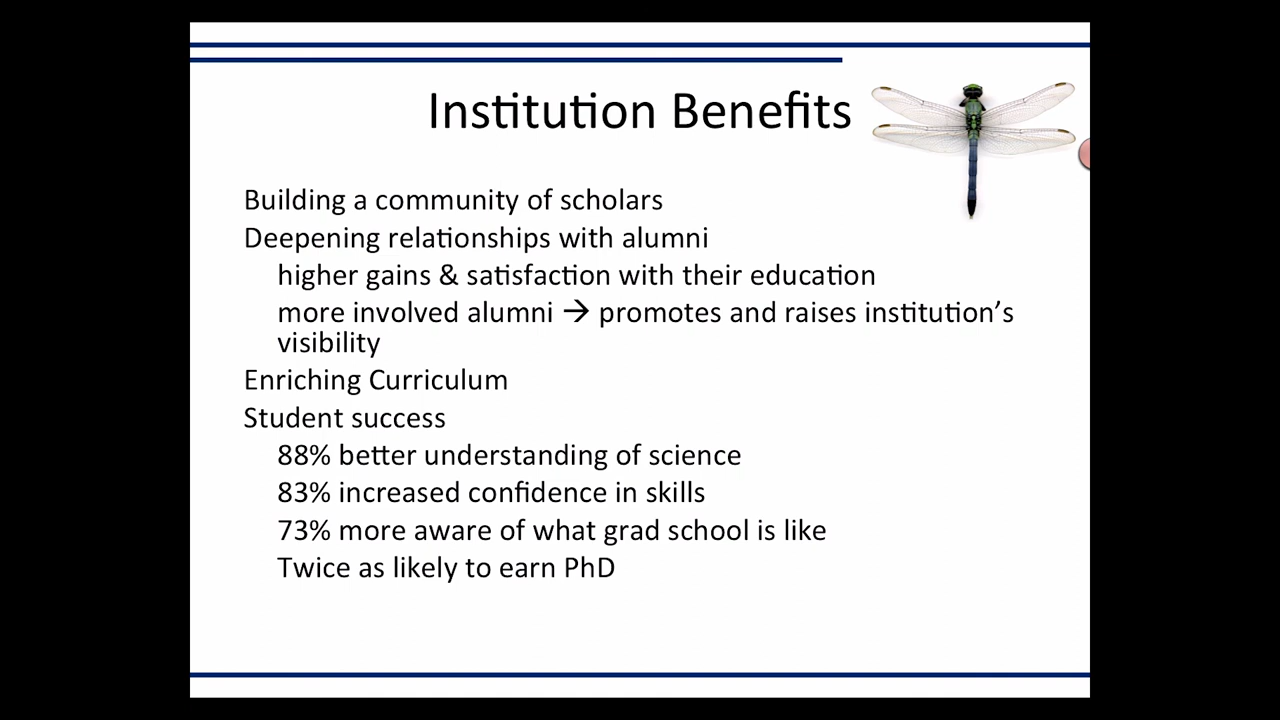 Institution Benefits
Building a community of scholars
Deepening relationships with alumni
higher gains & satisfaction with their education
more involved alumni → promotes and raises institution’s
visibility
Enriching Curriculum
Student success
88% better understanding of science
83% increased confidence in skills
73% more aware of what grad school is like
Twice as likely to earn PhD